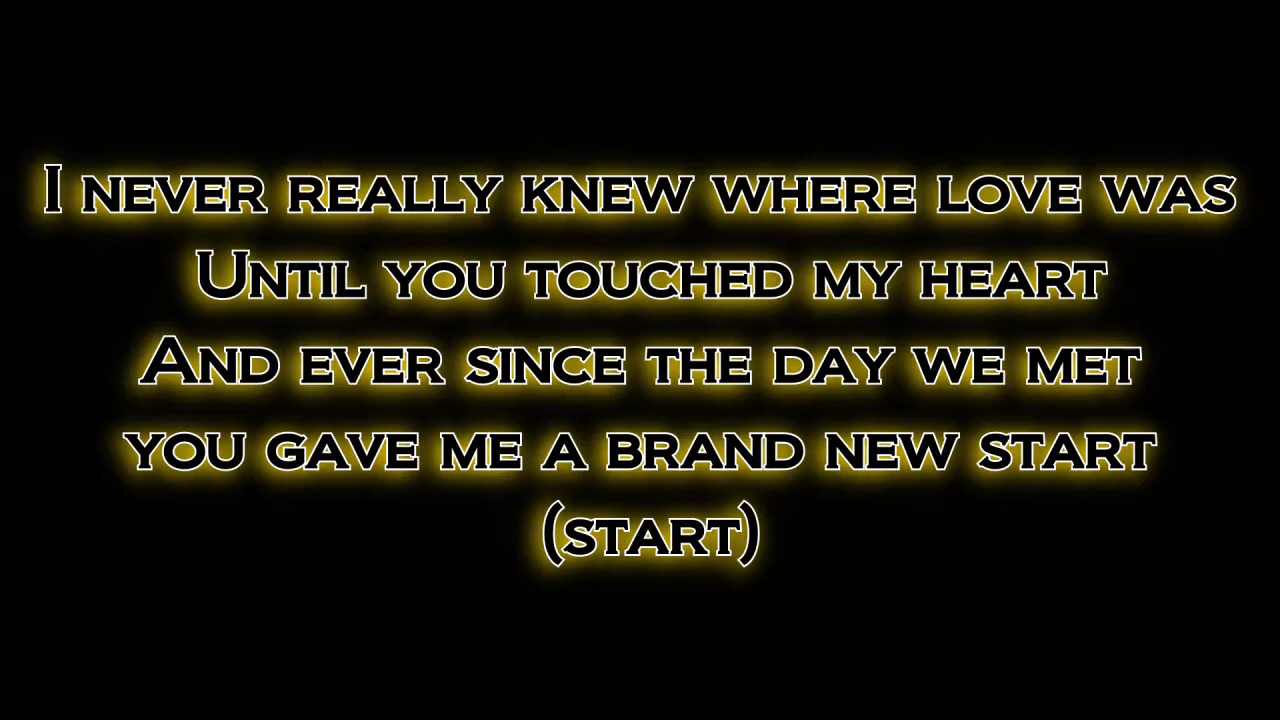 I never really knew where love was
Until you touched my heart
And ever since the day we met
you gave me a brand new start
(start)